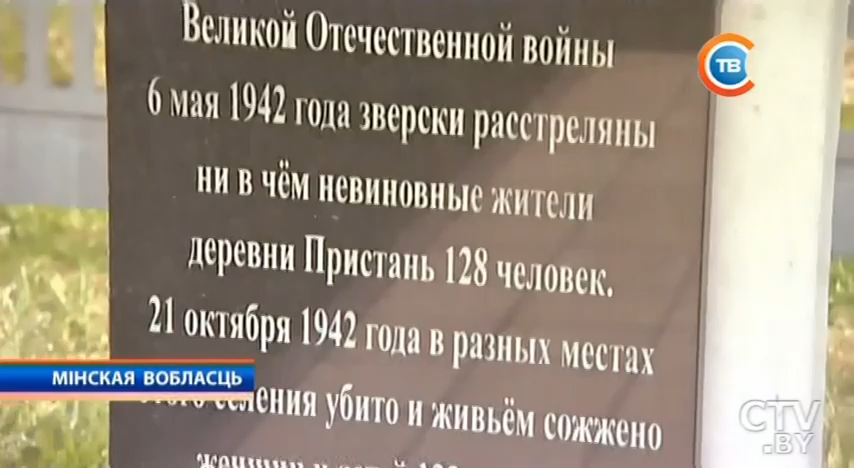 Великой Отечественной войны
6 мая 1942 года зверски расстреляны
ни в чём невиновные жители
деревни Пристань 128 человек.
21 октября 1942 года в разных местах
селения убито и живьём сожжено
ТВ
МІНСКАЯ ВОБЛАСЦЬ
CTV
.BY